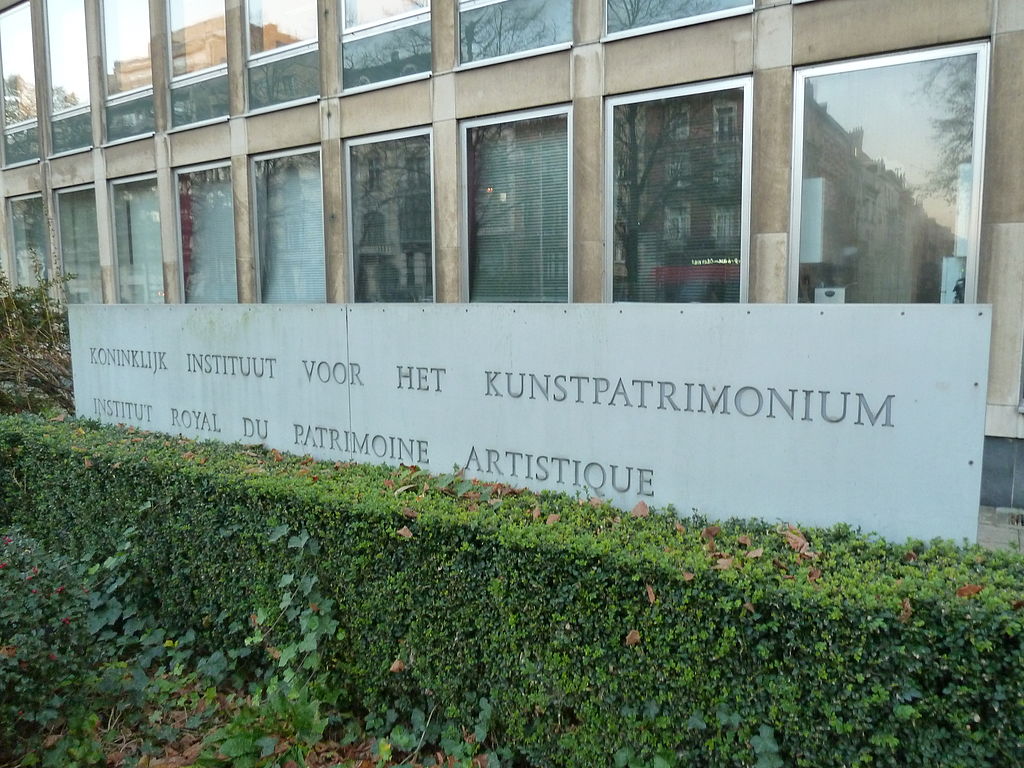 KONINKLIJK INSTITUUT VOOR HET KUNSTPATRIMONIUM
INSTITUT ROYAL DU PATRIMOINE ARTISTIQUE